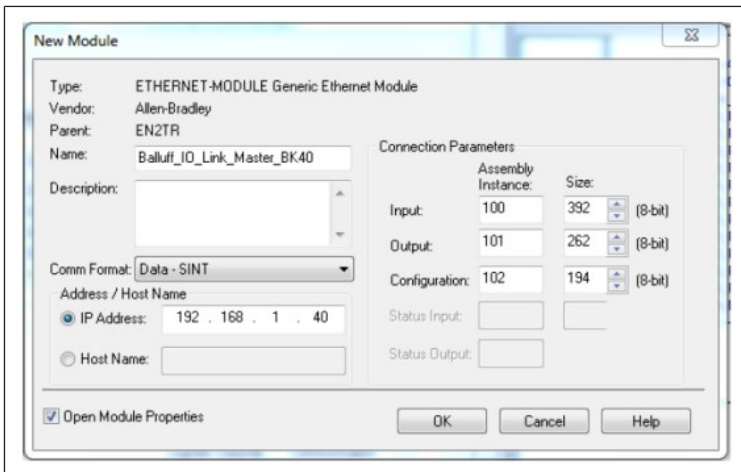 New Module
Type: ETHERNET-MODULE Generic Ethernet Module
Vendor: Allen-Bradley
Parent: EN2TR
Name: Balluff_IO_Link_Master_BK40
Description:
Comm Format: Data - SINT
Address / Host Name
IP Address: 192 . 168 . 1 . 40
Host Name:
Connection Parameters
Assembly Instance: Size:
Input: 100 392 (8-bit)
Output: 101 262 (8-bit)
Configuration: 102 194 (8-bit)
Status Input:
Status Output:
Open Module Properties
OK Cancel Help